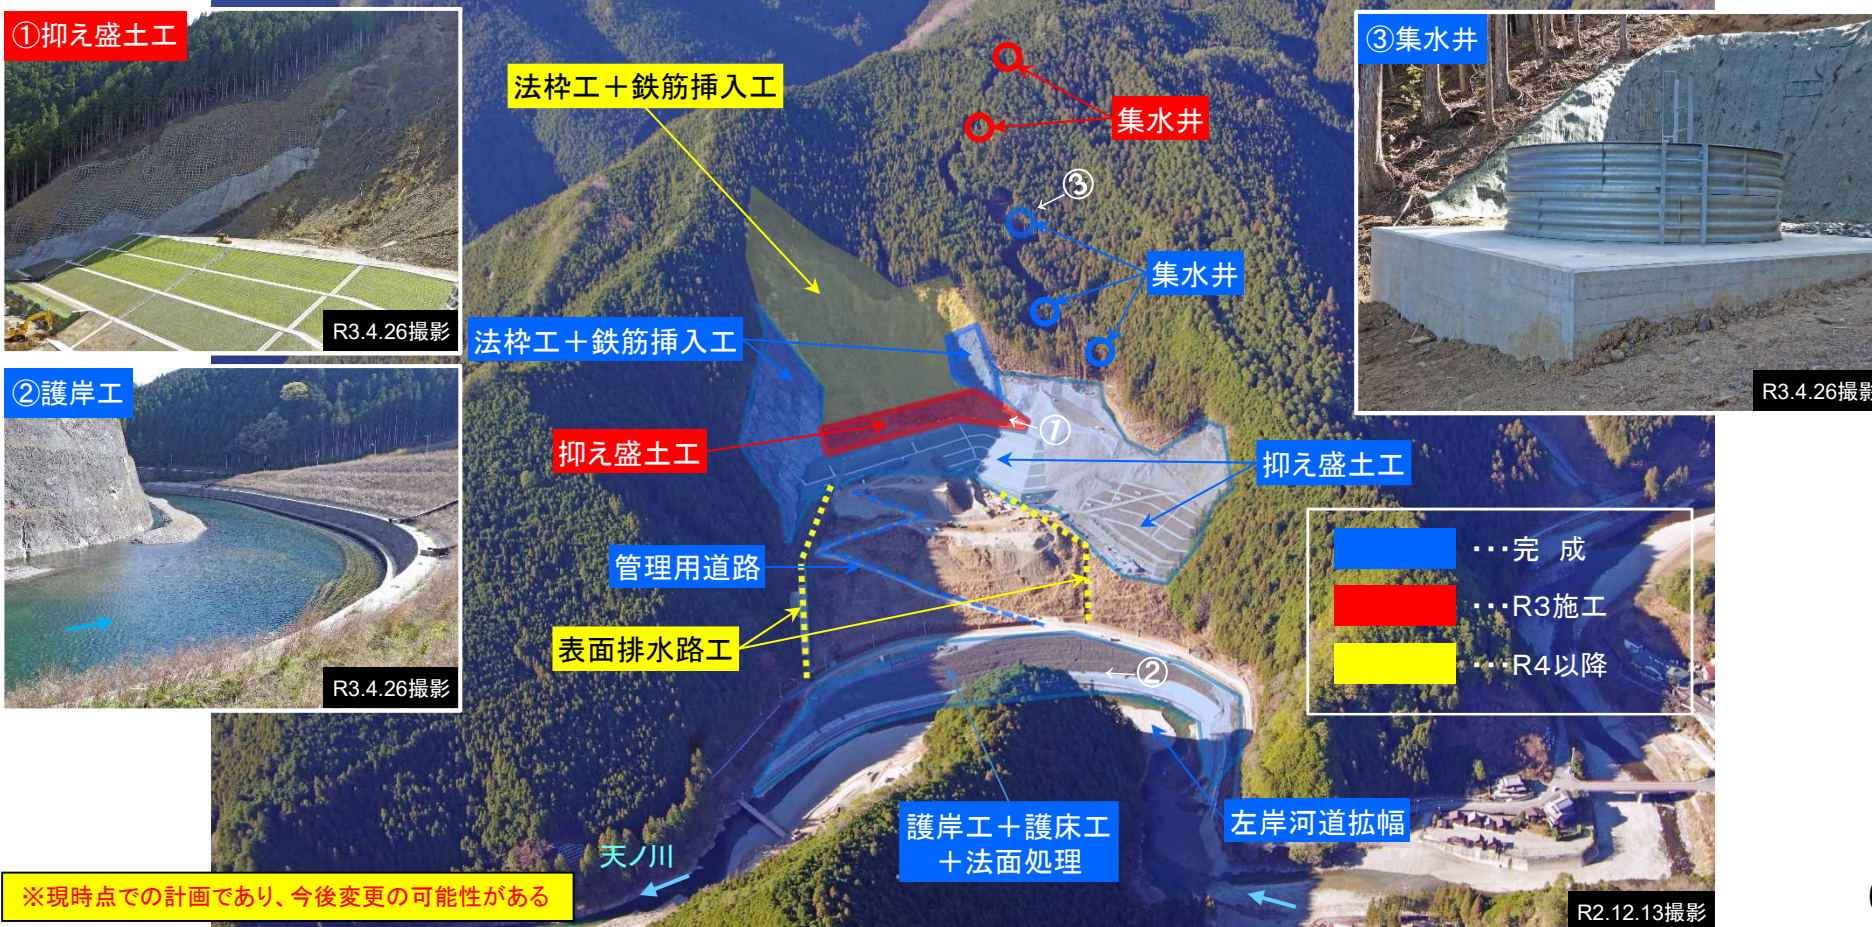 ①抑え盛土工
R3.4.26撮影
②護岸工
R3.4.26撮影
③集水井
R3.4.26撮影
法枠工＋鉄筋挿入工
集水井
③
集水井
法枠工＋鉄筋挿入工
①
抑え盛土工
抑え盛土工
管理用道路
表面排水路工
②
・・・完 成
・・・R3施工
・・・R4以降
護岸工＋護床工
＋法面処理
左岸河道拡幅
天ノ川
※現時点での計画であり、今後変更の可能性がある
R2.12.13撮影